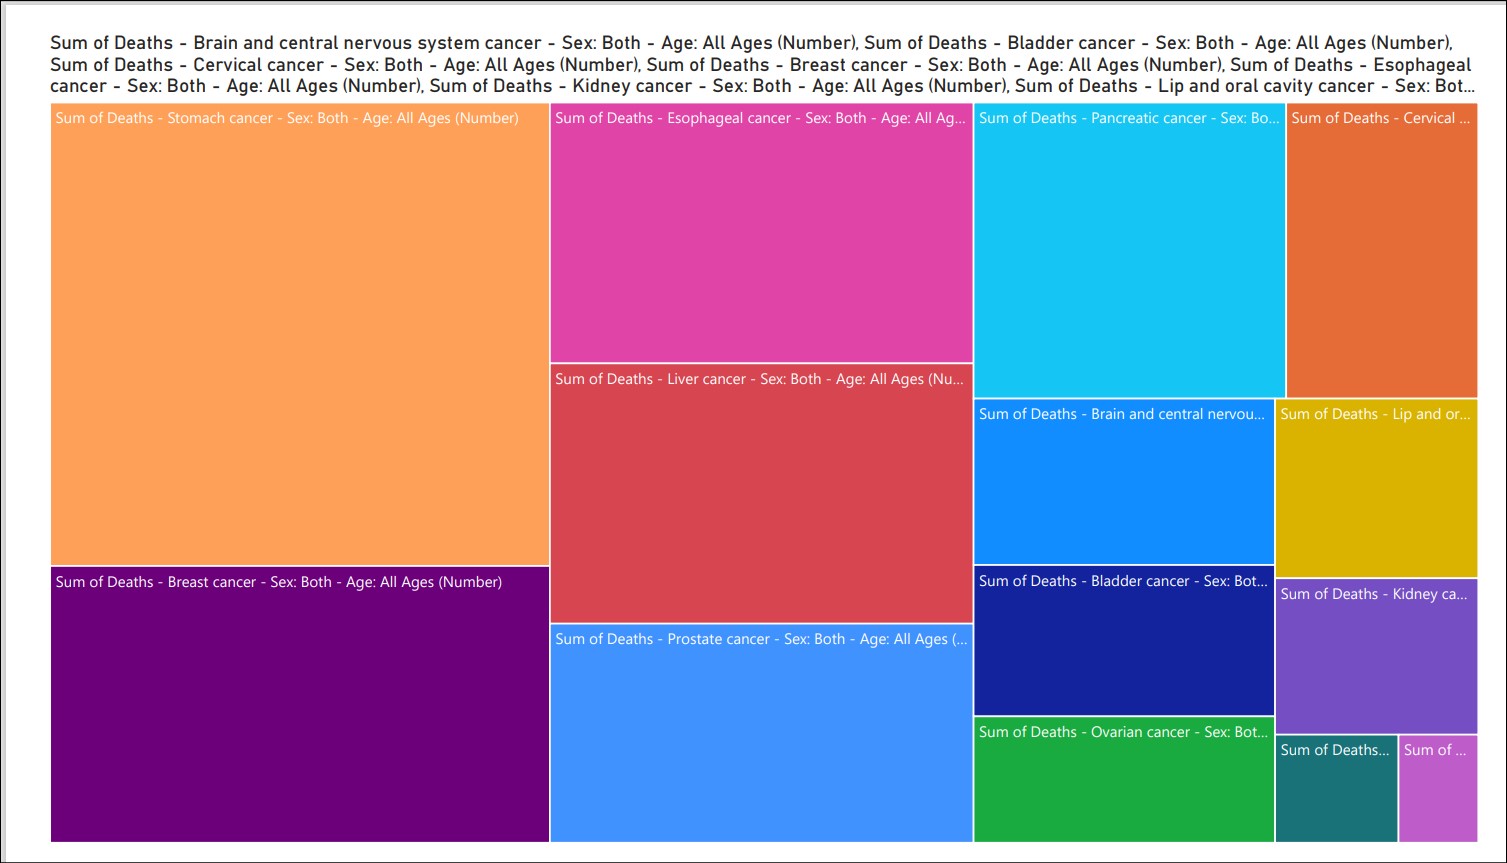 Sum of Deaths - Brain and central nervous system cancer - Sex: Both - Age: All Ages (Number), Sum of Deaths - Bladder cancer - Sex: Both - Age: All Ages (Number),
Sum of Deaths - Cervical cancer - Sex: Both - Age: All Ages (Number), Sum of Deaths - Breast cancer - Sex: Both - Age: All Ages (Number), Sum of Deaths - Esophageal
cancer - Sex: Both - Age: All Ages (Number), Sum of Deaths - Kidney cancer - Sex: Both - Age: All Ages (Number), Sum of Deaths - Lip and oral cavity cancer - Sex: Bot...
Sum of Deaths - Stomach cancer - Sex: Both - Age: All Ages (Number)
Sum of Deaths - Breast cancer - Sex: Both - Age: All Ages (Number)
Sum of Deaths - Esophageal cancer - Sex: Both - Age: All Ag...
Sum of Deaths - Liver cancer - Sex: Both - Age: All Ages (Nu...
Sum of Deaths - Prostate cancer - Sex: Both - Age: All Ages (...
Sum of Deaths - Pancreatic cancer - Sex: Bo...
Sum of Deaths - Cervical ...
Sum of Deaths - Brain and central nervou...
Sum of Deaths - Lip and or...
Sum of Deaths - Bladder cancer - Sex: Bot...
Sum of Deaths - Kidney ca...
Sum of Deaths - Ovarian cancer - Sex: Bot...
Sum of Deaths...
Sum of ...